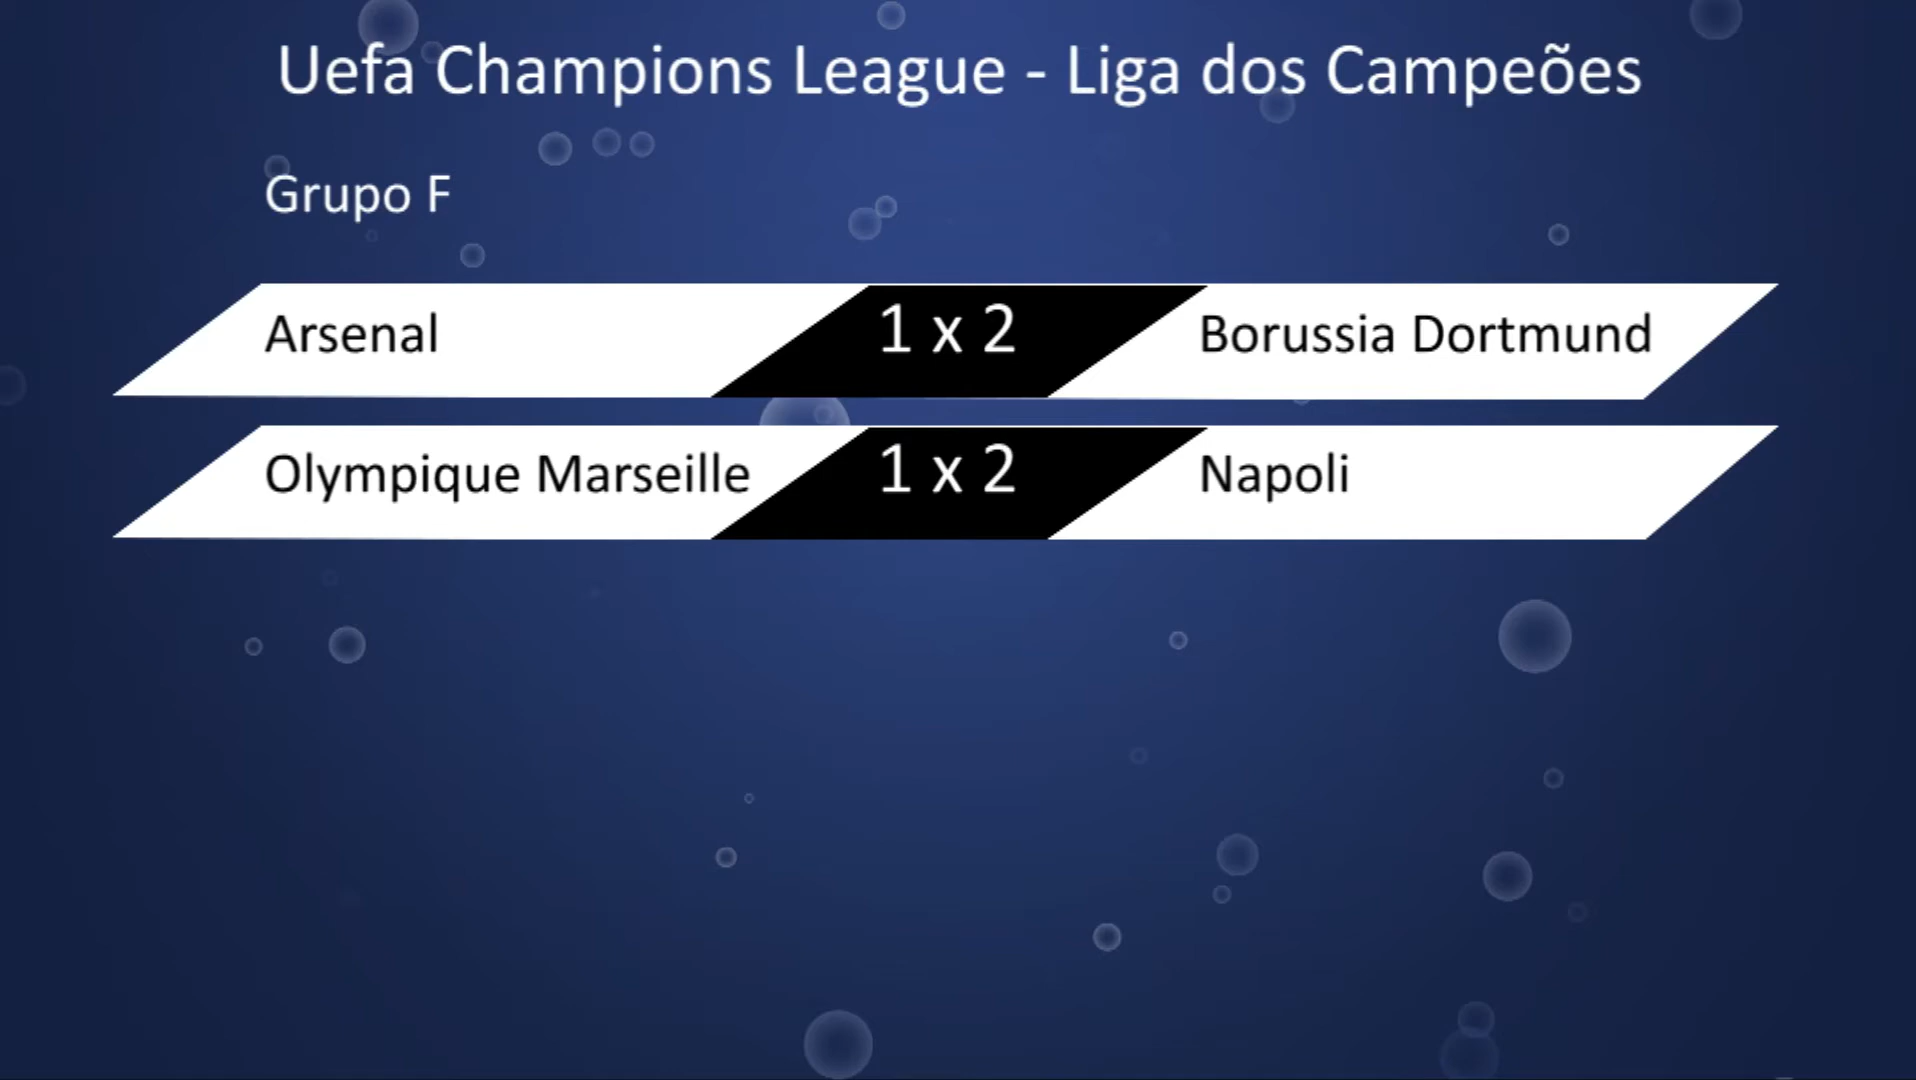 Uefa Champions League - Liga dos Campeões
Grupo F
Arsenal 1 x 2 Borussia Dortmund
Olympique Marseille 1 x 2 Napoli